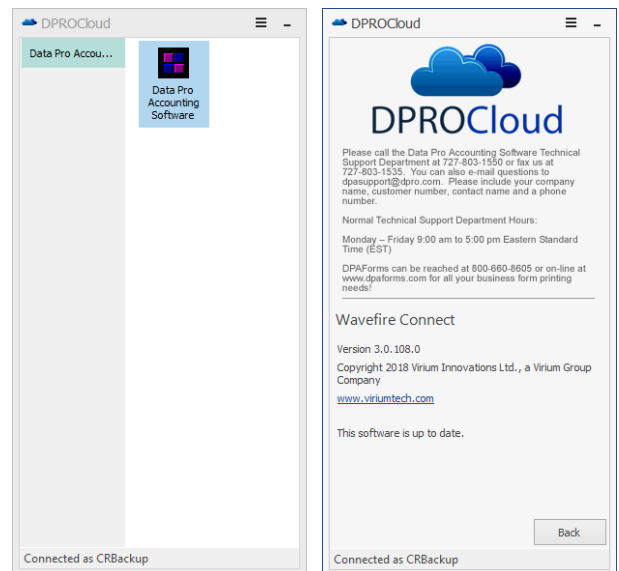 DPROCloud
Data Pro Accou...
Data Pro
Accounting
Software
Connected as CRBackup
DPROCloud
DPROCloud
Please call the Data Pro Accounting Software Technical
Support Department at 727-803-1550 or fax us at
727-803-1535.  You can also e-mail questions to
dpasupport@dpro.com.  Please include your company
name, customer number, contact name and a phone
number.
Normal Technical Support Department Hours:
Monday – Friday 9:00 am to 5:00 pm Eastern Standard
Time (EST)
DPAForms can be reached at 800-660-8605 or on-line at
www.dpaforms.com for all your business form printing
needs!
Wavefire Connect
Version 3.0.108.0
Copyright 2018 Virium Innovations Ltd., a Virium Group
Company
www.viriumtech.com
This software is up to date.
Back
Connected as CRBackup